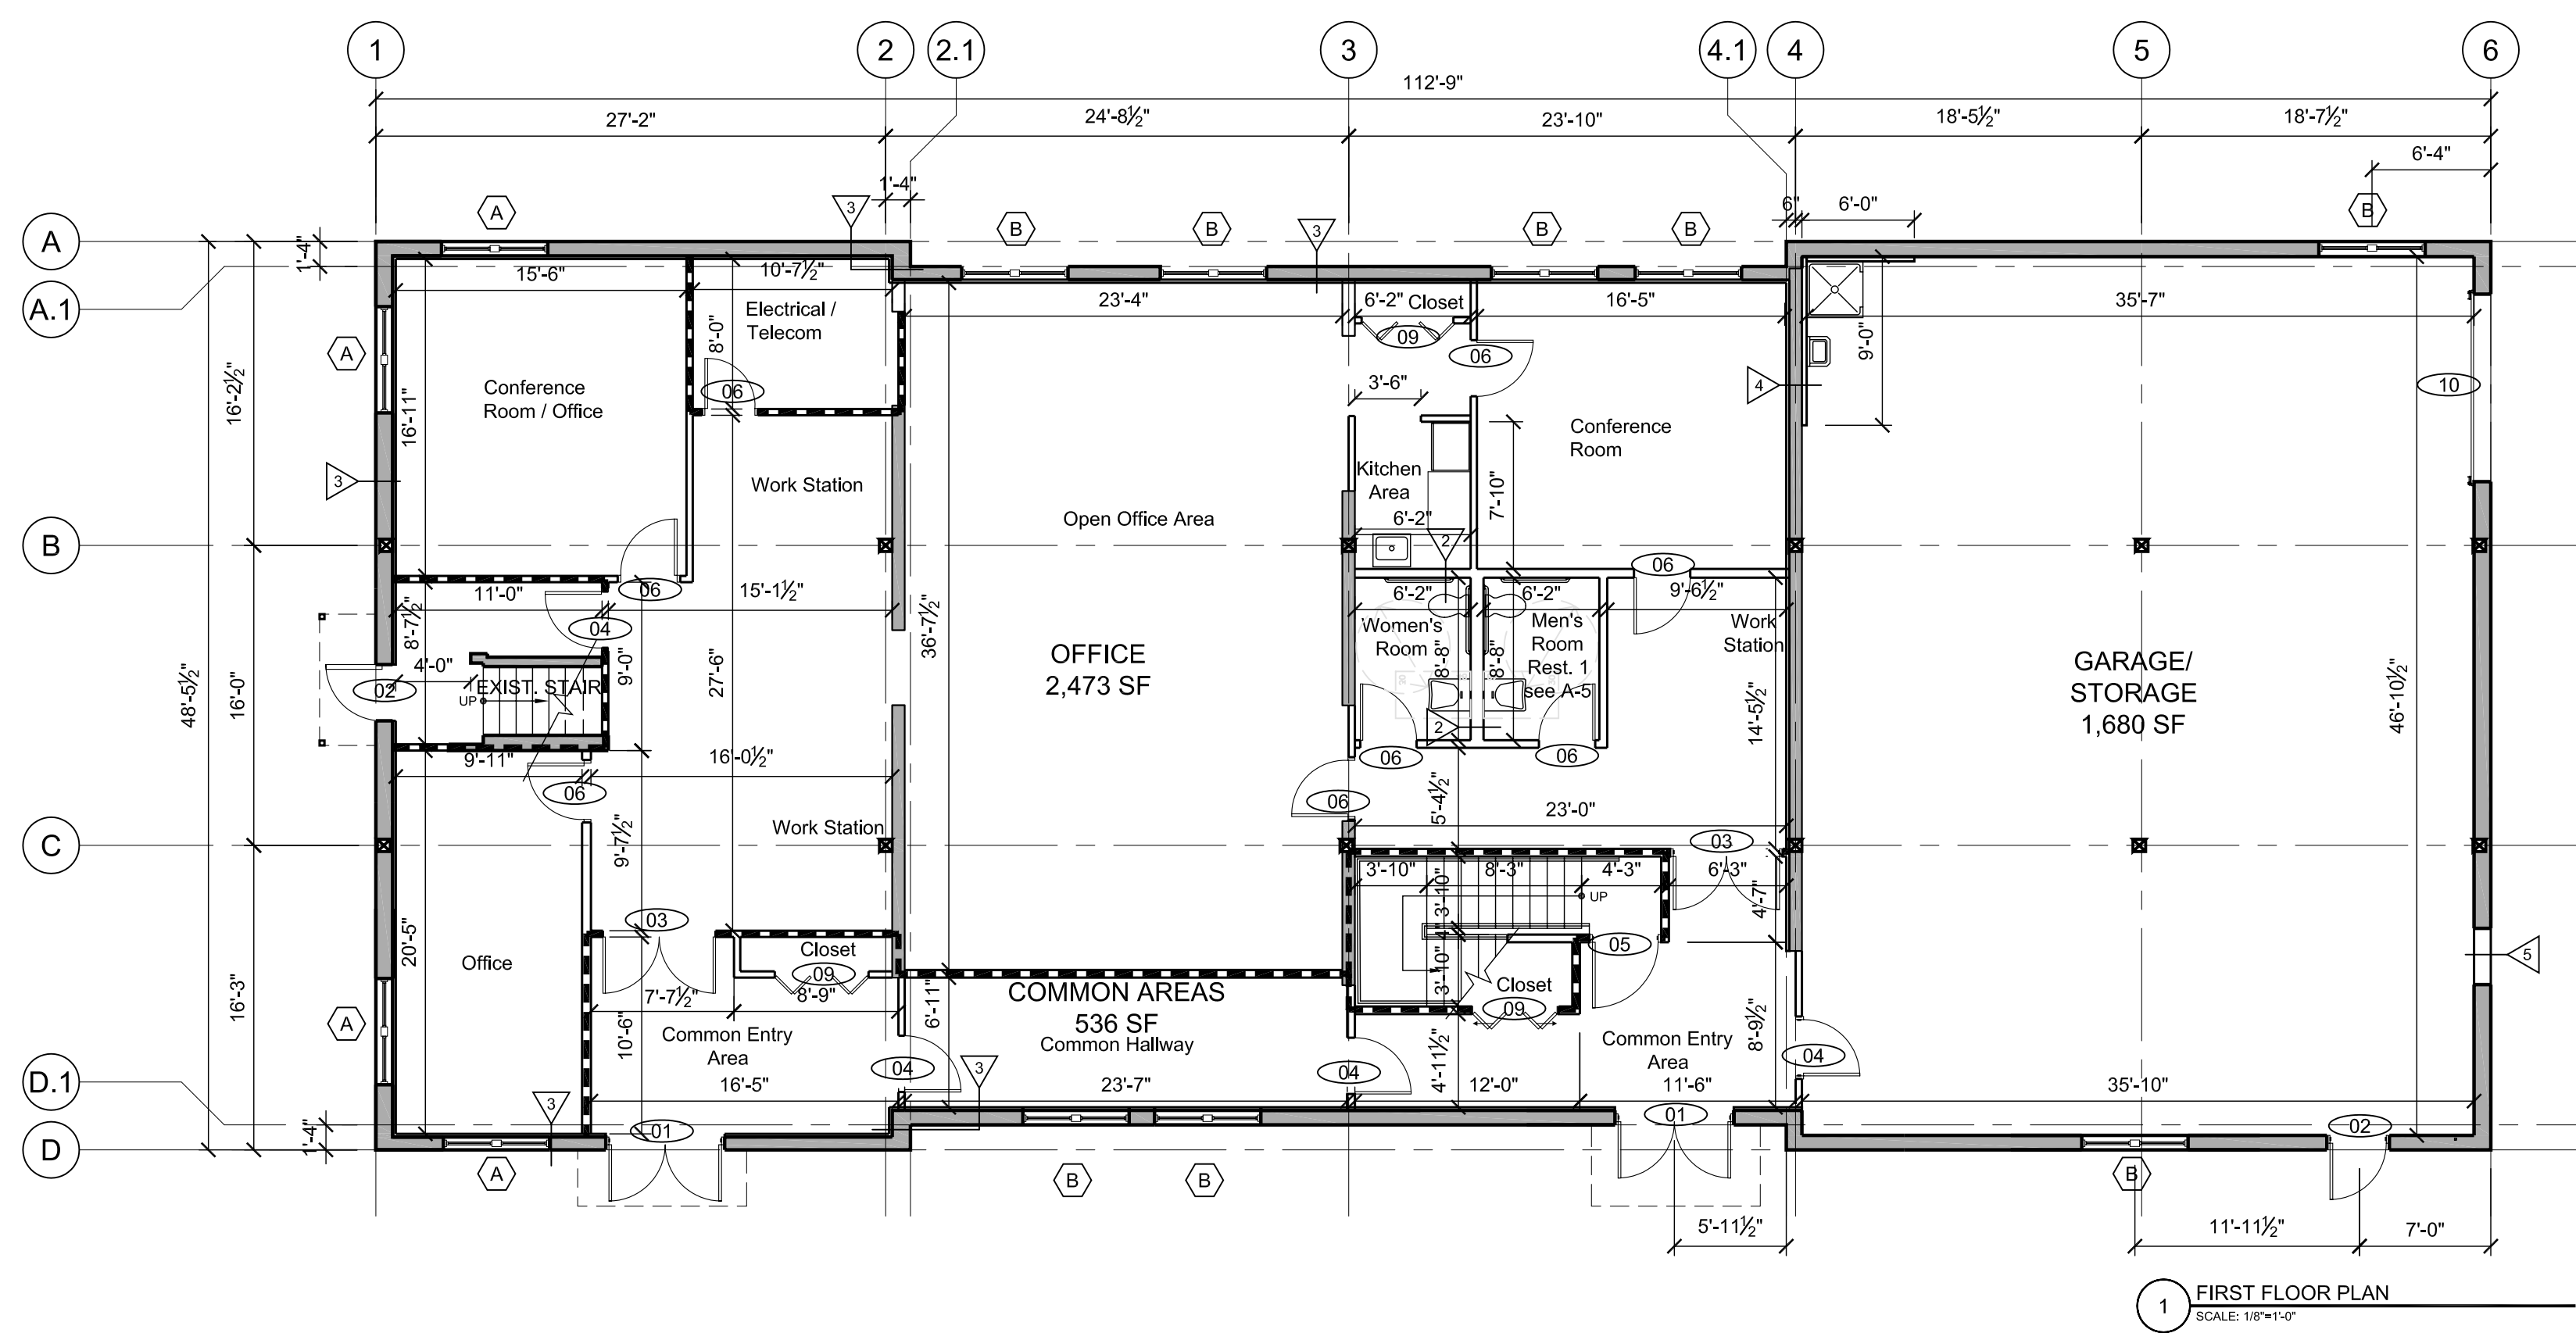 1
2
2.1
3
4.1
4
5
6
112'-9"
27'-2"
24'-8½"
23'-10"
18'-5½"
18'-7½"
6'-4"
1'-4"
6"
6'-0"
A
3
B
B
3
B
B
B
A
1'-4"
15'-6"
10'-7½"
A.1
23'-4"
6'-2"
Closet
16'-5"
35'-7"
Electrical /
Telecom
8'-0"
09
06
9'-0"
A
06
3'-6"
4
10
Conference
Room / Office
16'-2½"
16'-11"
Conference
Room
3
Work Station
Kitchen
Area
7'-10"
Open Office Area
6'-2"
B
2
06
11'-0"
06
15'-1½"
6'-2"
6'-2"
9'-6½"
8'-7½"
04
36'-7½"
Women's
Room
Men's
Room
Rest. 1
see A-5
Work
Station
4'-0"
9'-0"
27'-6"
OFFICE
2,473 SF
8'-8"
8'-8"
GARAGE/
STORAGE
1,680 SF
46'-10½"
02
EXIST. STAIR
UP
48'-5½"
16'-0"
14'-5½"
2
9'-11"
16'-0½"
06
06
06
06
5'-4½"
23'-0"
Work Station
9'-7½"
C
03
3'-10"
8'-3"
4'-3"
6'-3"
3'-10"
UP
4'-7"
03
20'-5"
Office
Closet
4"
05
5
09
3'-10"
Closet
16'-3"
7'-7½"
8'-9"
6'-11"
COMMON AREAS
536 SF
Common Hallway
09
A
10'-6"
Common Entry
Area
8'-9½"
Common Entry
Area
04
3
04
4'-11½"
04
D.1
16'-5"
23'-7"
12'-0"
11'-6"
35'-10"
3
01
01
02
1'-4"
D
A
B
B
B
5'-11½"
11'-11½"
7'-0"
1
FIRST FLOOR PLAN
SCALE: 1/8"=1'-0"